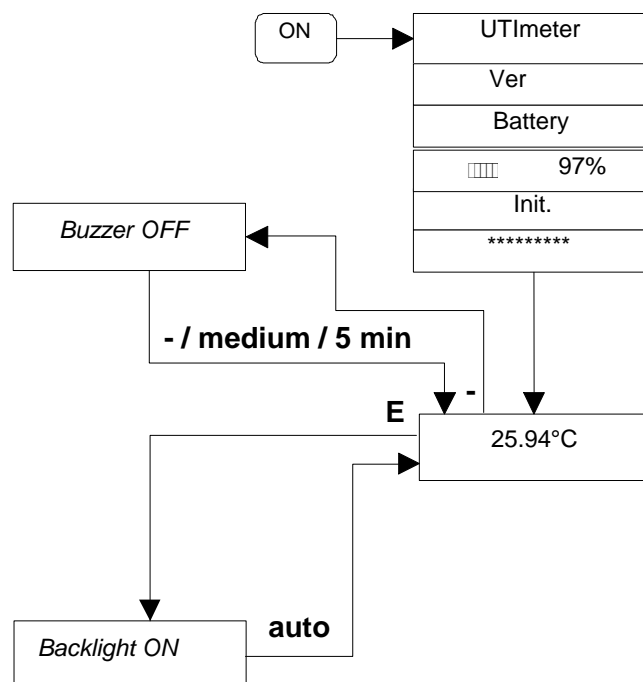 ON
UTImeter
Ver
Battery
97%
Init.
*********
Buzzer OFF
- / medium / 5 min
-
E
25.94°C
auto
Backlight ON